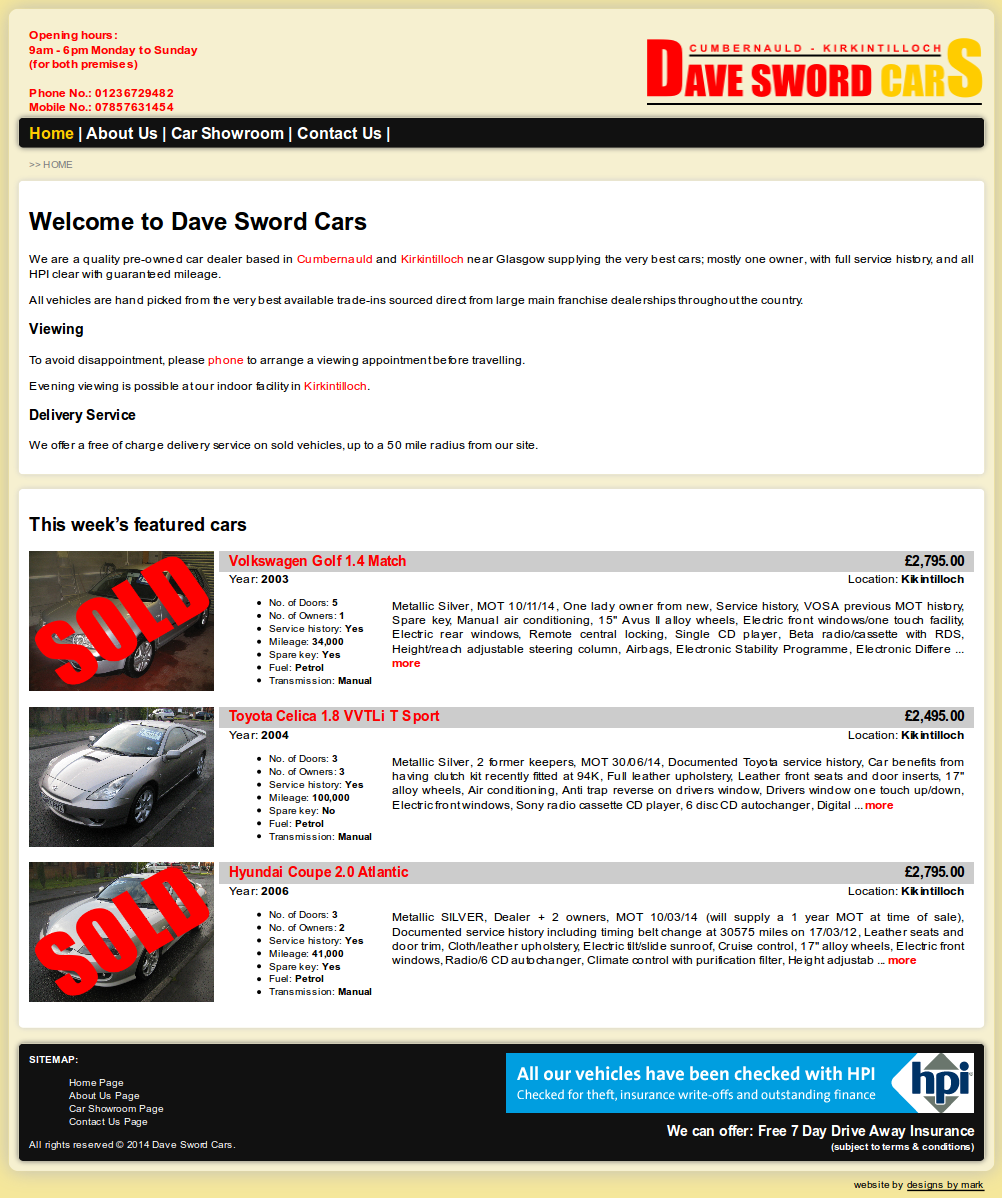 Opening hours:
9am - 6pm Monday to Sunday
(for both premises)
Phone No.: 01236729482
Mobile No.: 07857631454
CUMBERNAULD - KIRKINTILLOCH
DAVE SWORD CARS
Home | About Us | Car Showroom | Contact Us |
>> HOME
Welcome to Dave Sword Cars
We are a quality pre-owned car dealer based in Cumbernauld and Kirkintilloch near Glasgow supplying the very best cars; mostly one owner, with full service history, and all
HPI clear with guaranteed mileage.
All vehicles are hand picked from the very best available trade-ins sourced direct from large main franchise dealerships throughout the country.
Viewing
To avoid disappointment, please phone to arrange a viewing appointment before travelling.
Evening viewing is possible at our indoor facility in Kirkintilloch.
Delivery Service
We offer a free of charge delivery service on sold vehicles, up to a 50 mile radius from our site.
This week's featured cars
SOLD
Volkswagen Golf 1.4 Match £2,795.00
Year: 2003 Location: Kikintilloch
No. of Doors: 5
No. of Owners: 1
Service history: Yes
Mileage: 34,000
Spare key: Yes
Fuel: Petrol
Transmission: Manual
Metallic Silver, MOT 10/11/14, One lady owner from new, Service history, VOSA previous MOT history,
Spare key, Manual air conditioning, 15" Avus II alloy wheels, Electric front windows/one touch facility,
Electric rear windows, Remote central locking, Single CD player, Beta radio/cassette with RDS,
Height/reach adjustable steering column, Airbags, Electronic Stability Programme, Electronic Differe ...
more
Toyota Celica 1.8 VVTLi T Sport £2,495.00
Year: 2004 Location: Kikintilloch
No. of Doors: 3
No. of Owners: 3
Service history: Yes
Mileage: 100,000
Spare key: No
Fuel: Petrol
Transmission: Manual
Metallic Silver, 2 former keepers, MOT 30/06/14, Documented Toyota service history, Car benefits from
having clutch kit recently fitted at 94K, Full leather upholstery, Leather front seats and door inserts, 17"
alloy wheels, Air conditioning, Anti trap reverse on drivers window, Drivers window one touch up/down,
Electric front windows, Sony radio cassette CD player, 6 disc CD autochanger, Digital ... more
SOLD
Hyundai Coupe 2.0 Atlantic £2,795.00
Year: 2006 Location: Kikintilloch
No. of Doors: 3
No. of Owners: 2
Service history: Yes
Mileage: 41,000
Spare key: Yes
Fuel: Petrol
Transmission: Manual
Metallic SILVER, Dealer + 2 owners, MOT 10/03/14 (will supply a 1 year MOT at time of sale),
Documented service history including timing belt change at 30575 miles on 17/03/12, Leather seats and
door trim, Cloth/leather upholstery, Electric tilt/slide sunroof, Cruise control, 17" alloy wheels, Electric front
windows, Radio/6 CD autochanger, Climate control with purification filter, Height adjustab ... more
SITEMAP:
Home Page
About Us Page
Car Showroom Page
Contact Us Page
All rights reserved © 2014 Dave Sword Cars.
All our vehicles have been checked with HPI
Checked for theft, insurance write-offs and outstanding finance
hpi
We can offer: Free 7 Day Drive Away Insurance
(subject to terms & conditions)
website by designs by mark